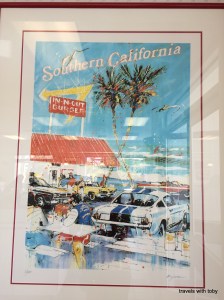 Southern California
IN-N-OUT
BURGER
travels with toby